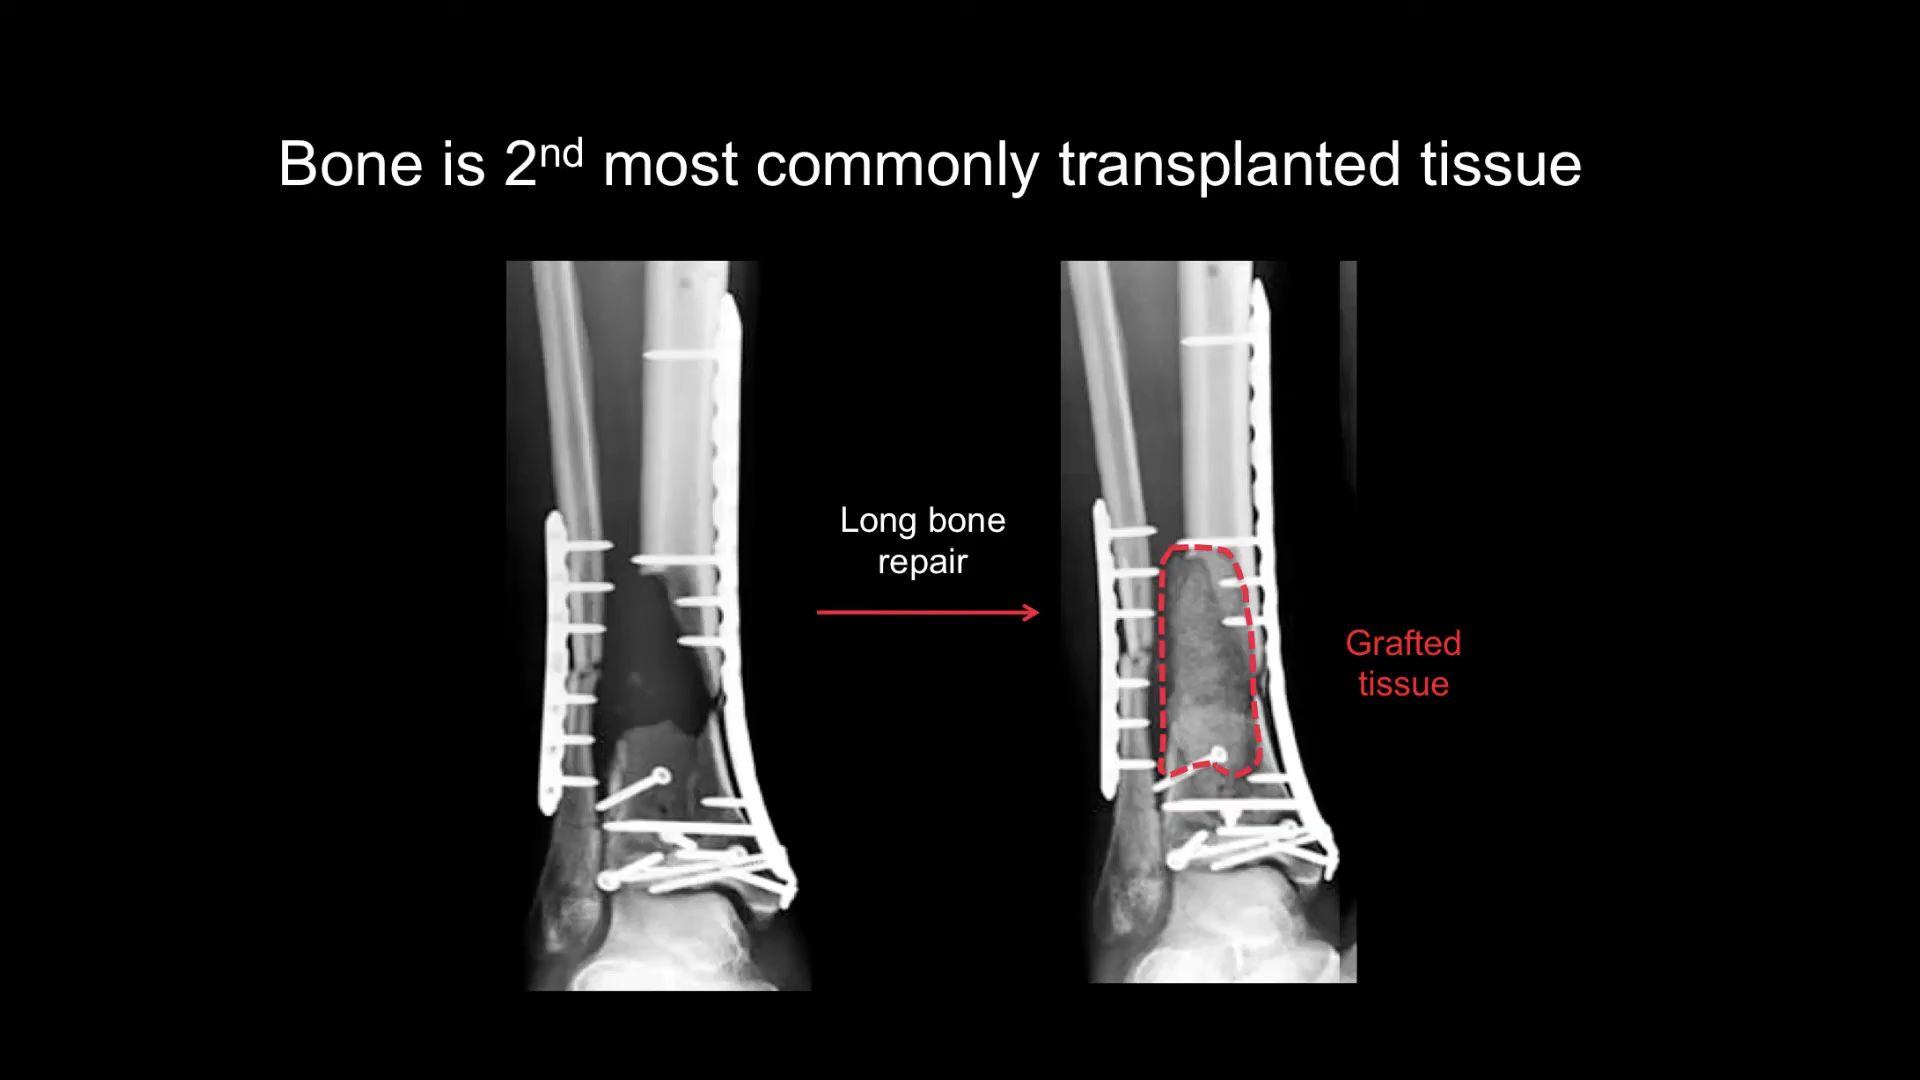 Bone is 2nd most commonly transplanted tissue
Long bone
repair
Grafted
tissue